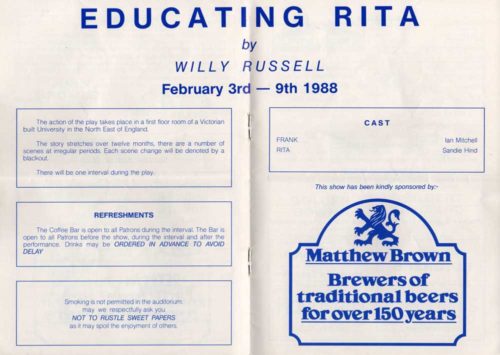 EDUCATING RITA
by
WILLY RUSSELL
February 3rd — 9th 1988
The action of the play takes place in a first floor room of a Victorian
built University in the North East of England.
The story stretches over twelve months, there are a number of
scenes at irregular periods. Each scene change will be denoted by a
blackout.
There will be one interval during the play.
REFRESHMENTS
The Coffee Bar is open to all Patrons during the interval. The Bar is
open to all Patrons before the show, during the interval and after the
performance. Drinks may be ORDERED IN ADVANCE TO AVOID
DELAY
Smoking is not permitted in the auditorium.
may we respectfully ask you
NOT TO RUSTLE SWEET PAPERS
as it may spoil the enjoyment of others.
CAST
FRANK Ian Mitchell
RITA Sandie Hind
This show has been kindly sponsored by:-
Matthew Brown
Brewers of
traditional beers
for over 150 years